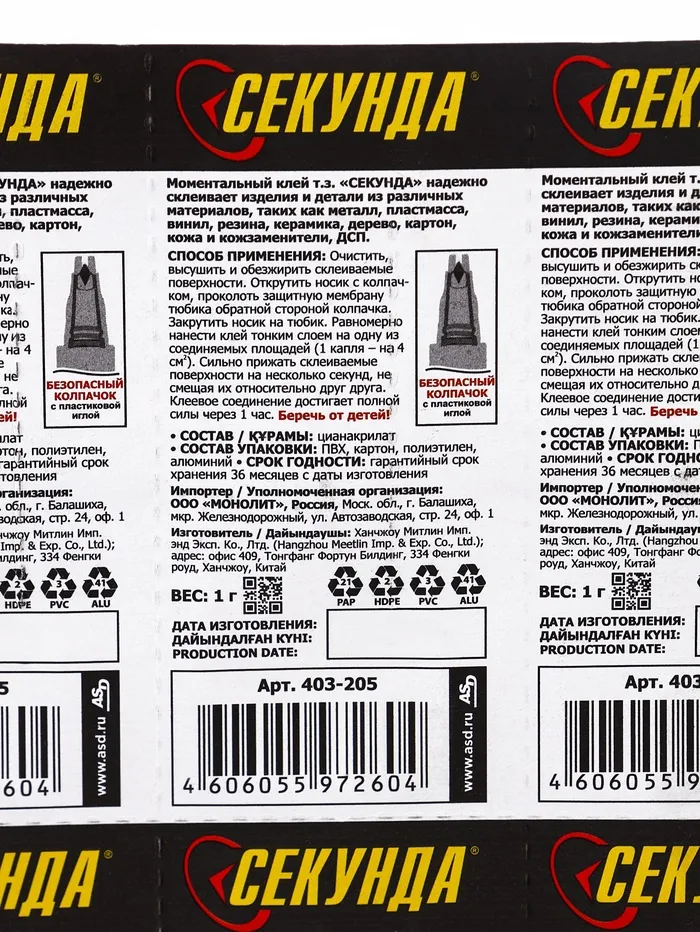 СЕКУНДА®
Моментальный клей т.з. «СЕКУНДА» надежно
склеивает изделия и детали из различных
материалов, таких как металл, пластмасса,
винил, резина, керамика, дерево, картон,
кожа и кожзаменители, ДСП.
СПОСОБ ПРИМЕНЕНИЯ: Очистить,
высушить и обезжирить склеиваемые
поверхности. Открутить носик с колпач-
ком, проколоть защитную мембрану
тюбика обратной стороной колпачка.
Закрутить носик на тюбик. Равномерно
нанести клей тонким слоем на одну из
соединяемых площадей (1 капля – на 4
см²). Сильно прижать склеиваемые
поверхности на несколько секунд, не
смещая их относительно друг друга.
Клеевое соединение достигает полной
силы через 1 час. Беречь от детей!
БЕЗОПАСНЫЙ
КОЛПАЧОК
с пластиковой
иглой
• СОСТАВ / ҚҰРАМЫ: цианакрилат
• СОСТАВ УПАКОВКИ: ПВХ, картон, полиэтилен,
алюминий • СРОК ГОДНОСТИ: гарантийный срок
хранения 36 месяцев с даты изготовления
Импортер / Уполномоченная организация:
ООО «МОНОЛИТ», Россия, Моск. обл., г. Балашиха,
мкр. Железнодорожный, ул. Автозаводская, стр. 24, оф. 1
Изготовитель / Дайындаушы: Ханчжоу Митлин Имп.
энд Эксп. Ко., Лтд. (Hangzhou Meetlin Imp. & Exp. Co., Ltd.);
адрес: офис 409, Тонгфанг Фортун Билдинг, 334 Фенгки
роуд, Ханчжоу, Китай
ВЕС: 1 г
21 2 3 41
PAP HDPE PVC ALU
ДАТА ИЗГОТОВЛЕНИЯ:
ДАЙЫНДАЛҒАН КҮНІ:
PRODUCTION DATE:
Арт. 403-205
4 606055 972604
www.asd.ru ASD
СЕКУНДА®